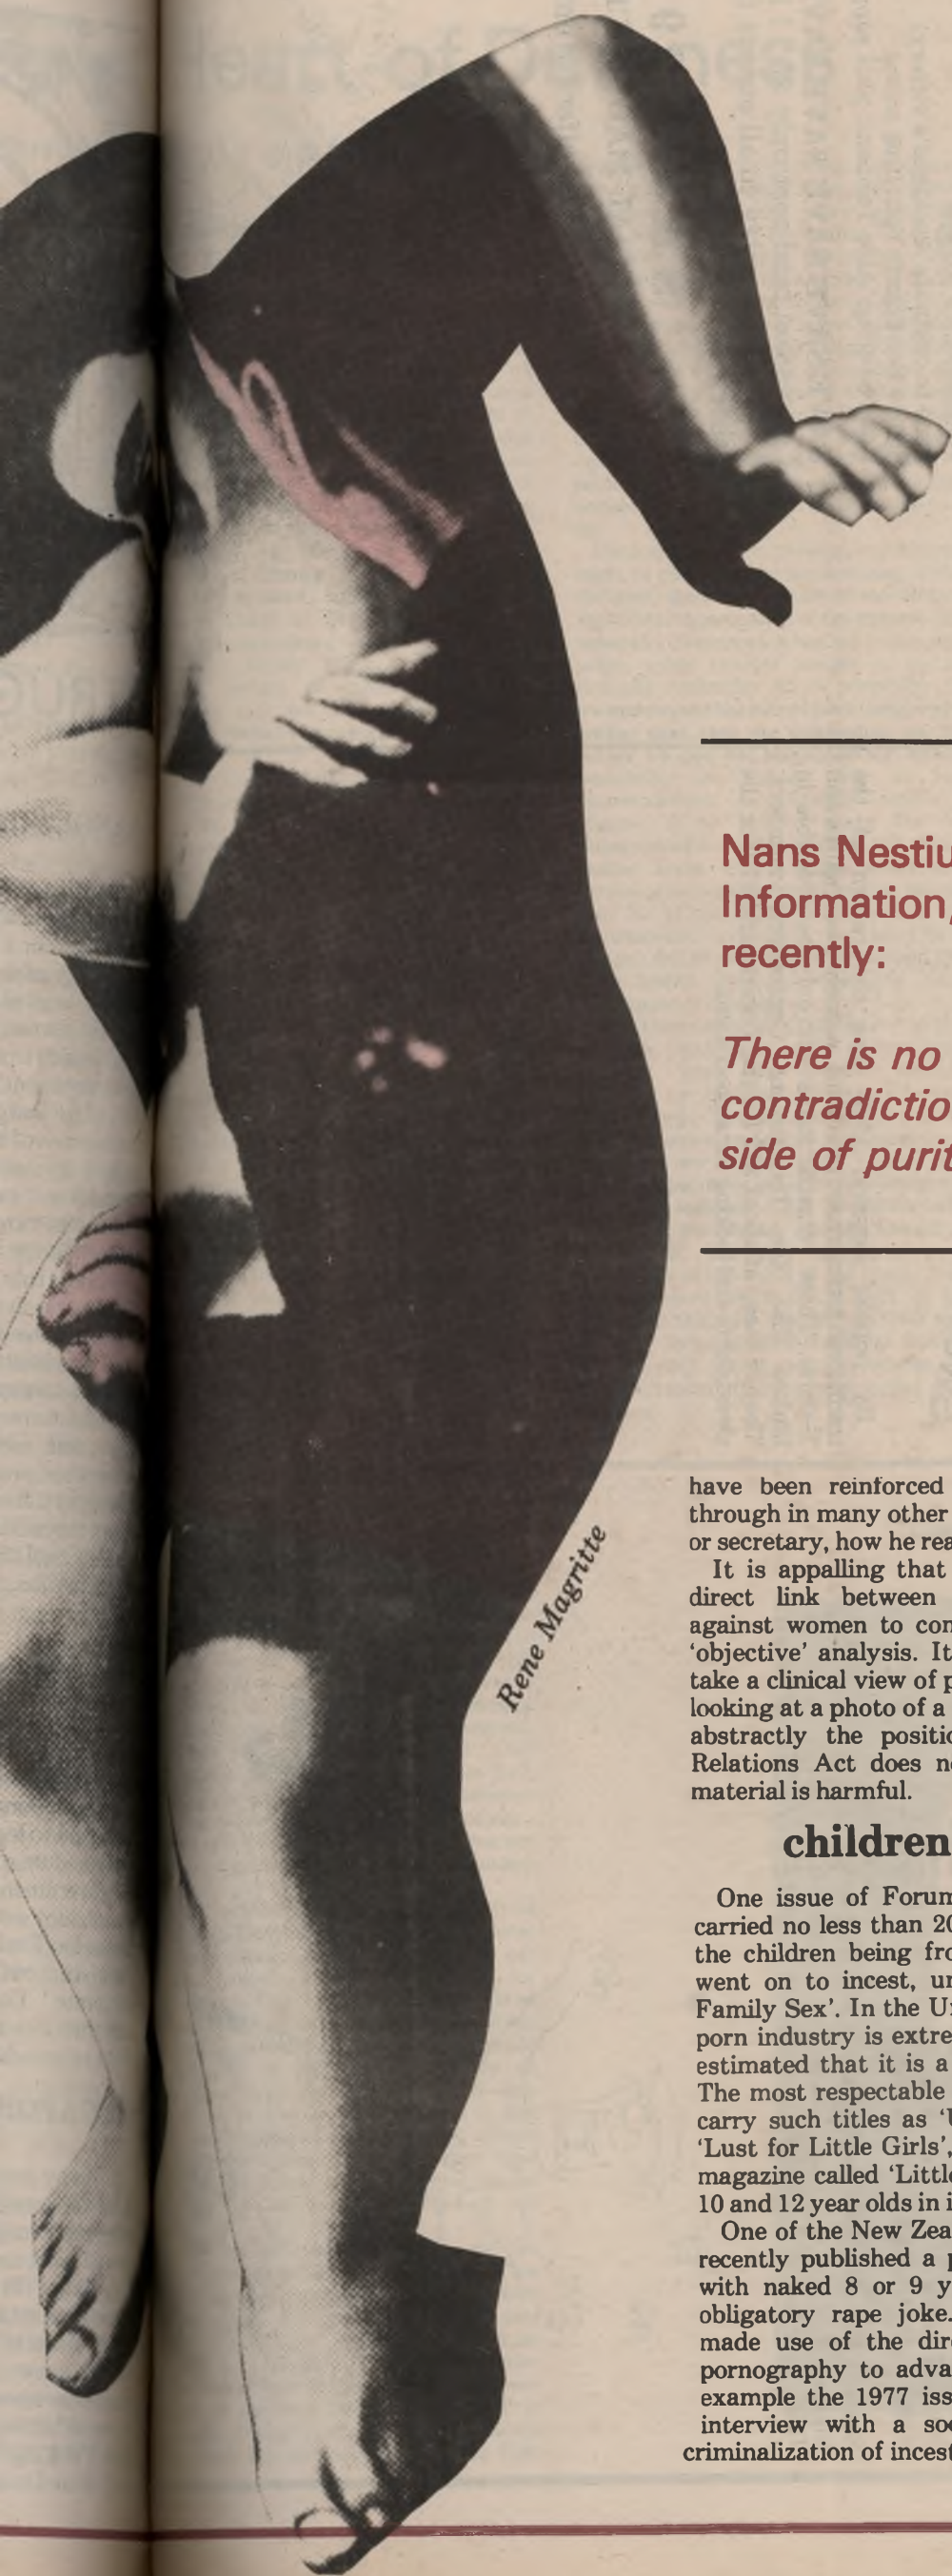 Nans Nestiu
Information,
recently:
There is no
contradictio
side of purit
Rene Magritte
have been reinforced
through in many other
or secretary, how he rea
It is appalling that
direct link between
against women to con
'objective' analysis. It
take a clinical view of p
looking at a photo of a
abstractly the positio
Relations Act does n
material is harmful.
children
One issue of Forum
carried no less than 20
the children being fro
went on to incest, un
Family Sex'. In the U
porn industry is extre
estimated that it is a
The most respectable
carry such titles as 'U
'Lust for Little Girls',
magazine called 'Little
10 and 12 year olds in i
One of the New Zea
recently published a p
with naked 8 or 9 y
obligatory rape joke.
made use of the dir
pornography to adva
example the 1977 iss
interview with a so
criminalization of incest